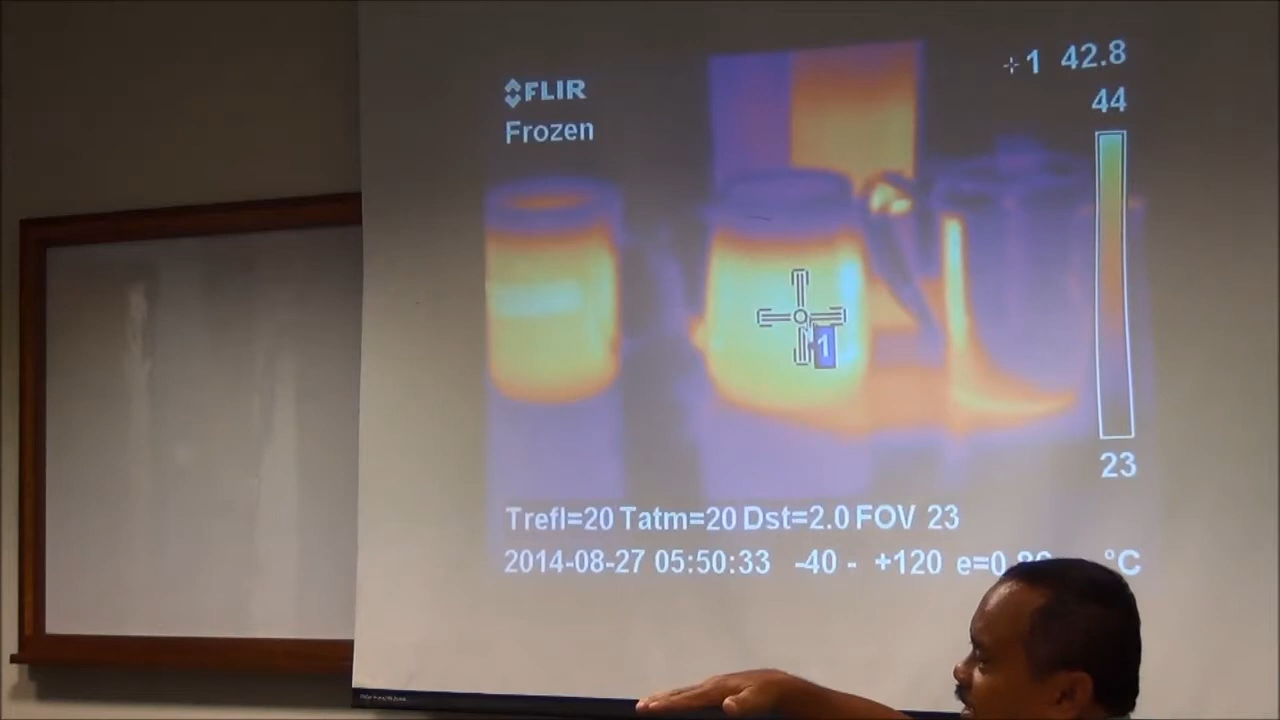 FLIR
Frozen
1 42.8
44
1
23
Trefl=20 Tatm=20 Dst=2.0 FOV 23
2014-08-27 05:50:33 -40 - +120 °C